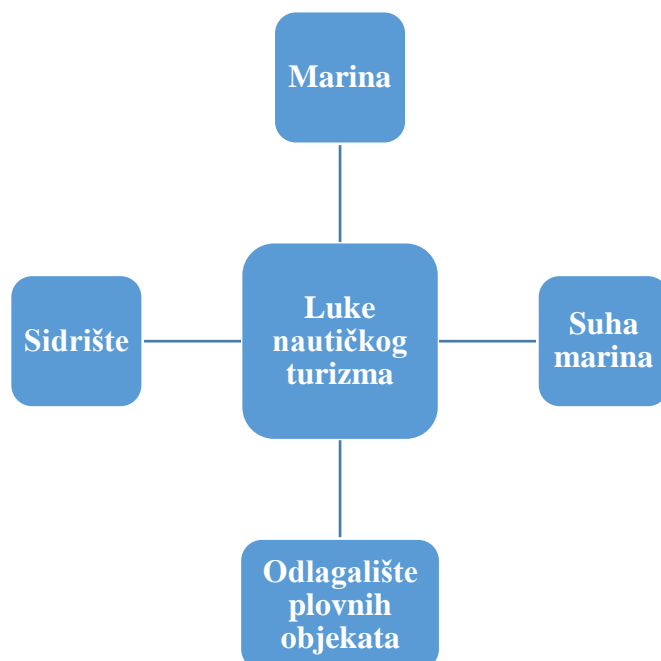 Marina
Sidrište
Luke
nautičkog
turizma
Suha
marina
Odlagalište
plovnih
objekata